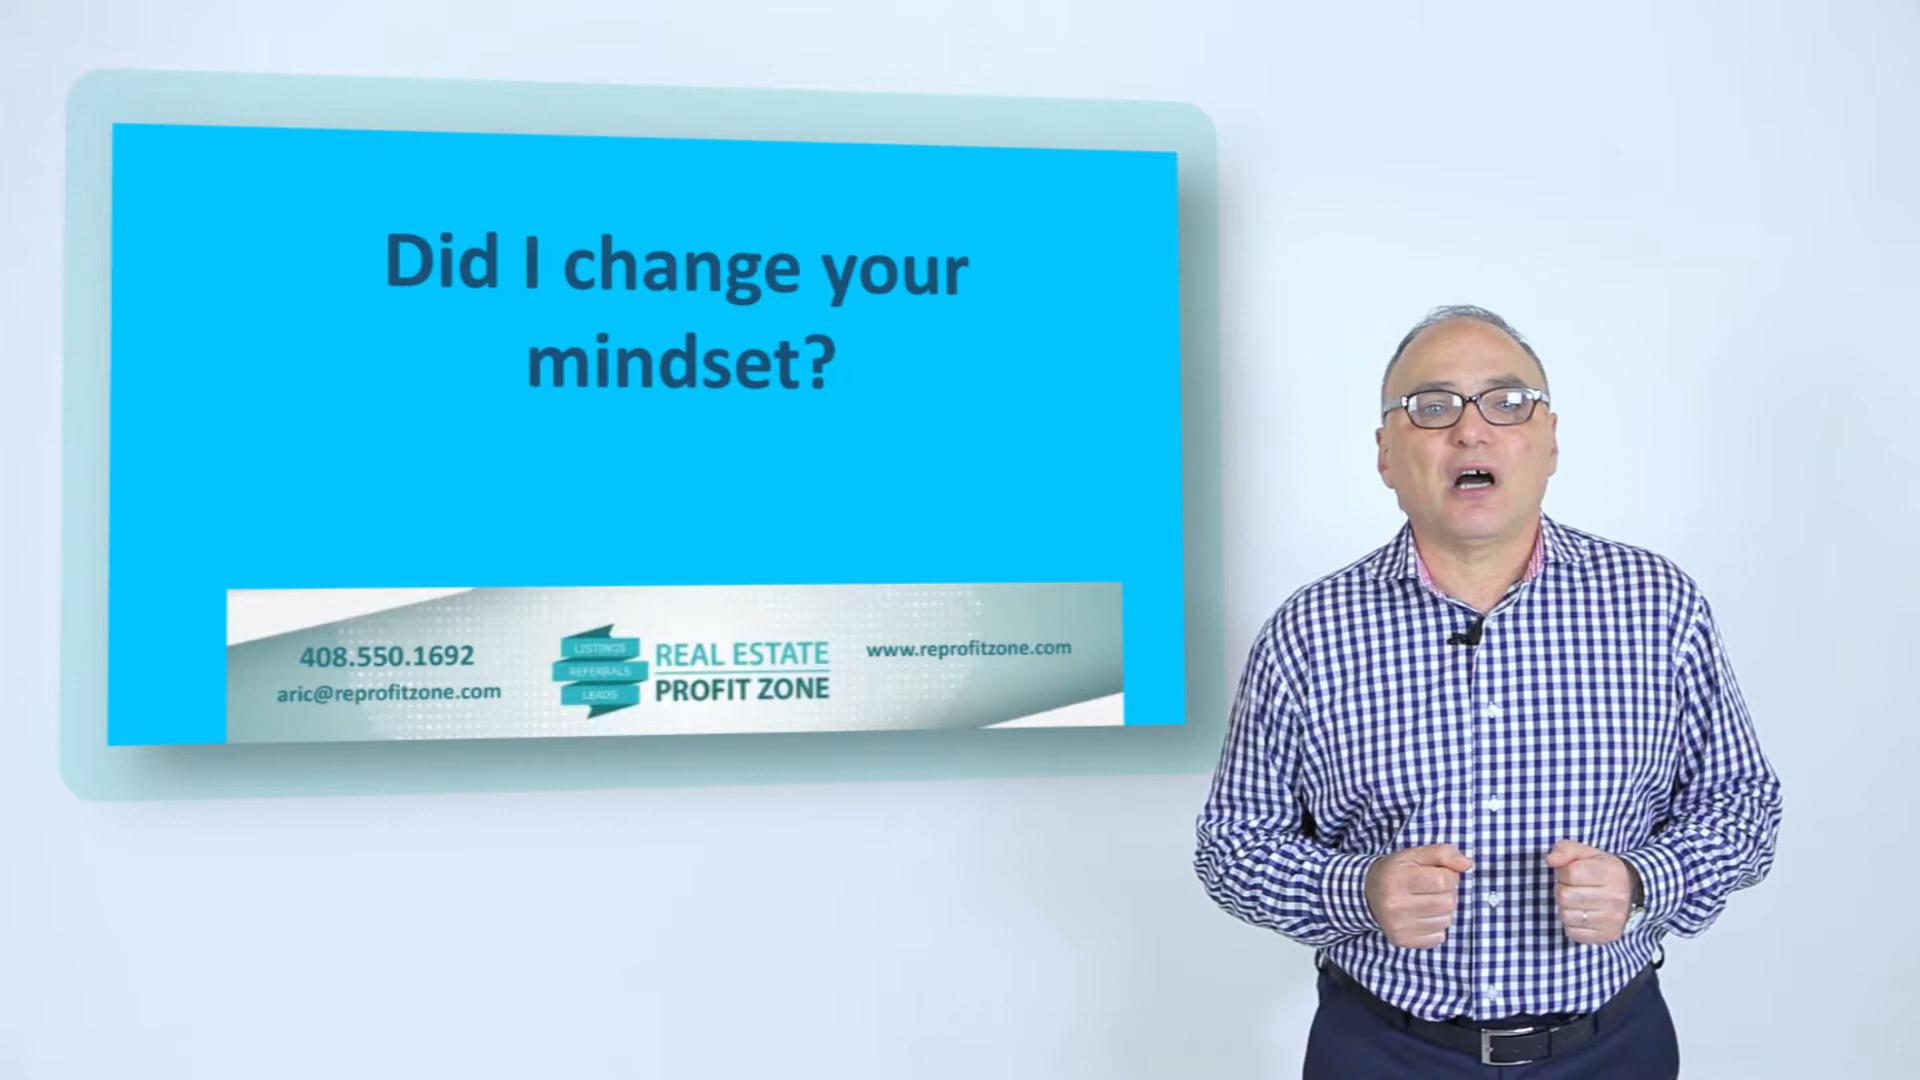 Did I change your
mindset?
408.550.1692
aric@reprofitzone.com
LISTINGS
REFERRALS
LEADS
REAL ESTATE
PROFIT ZONE
www.reprofitzone.com